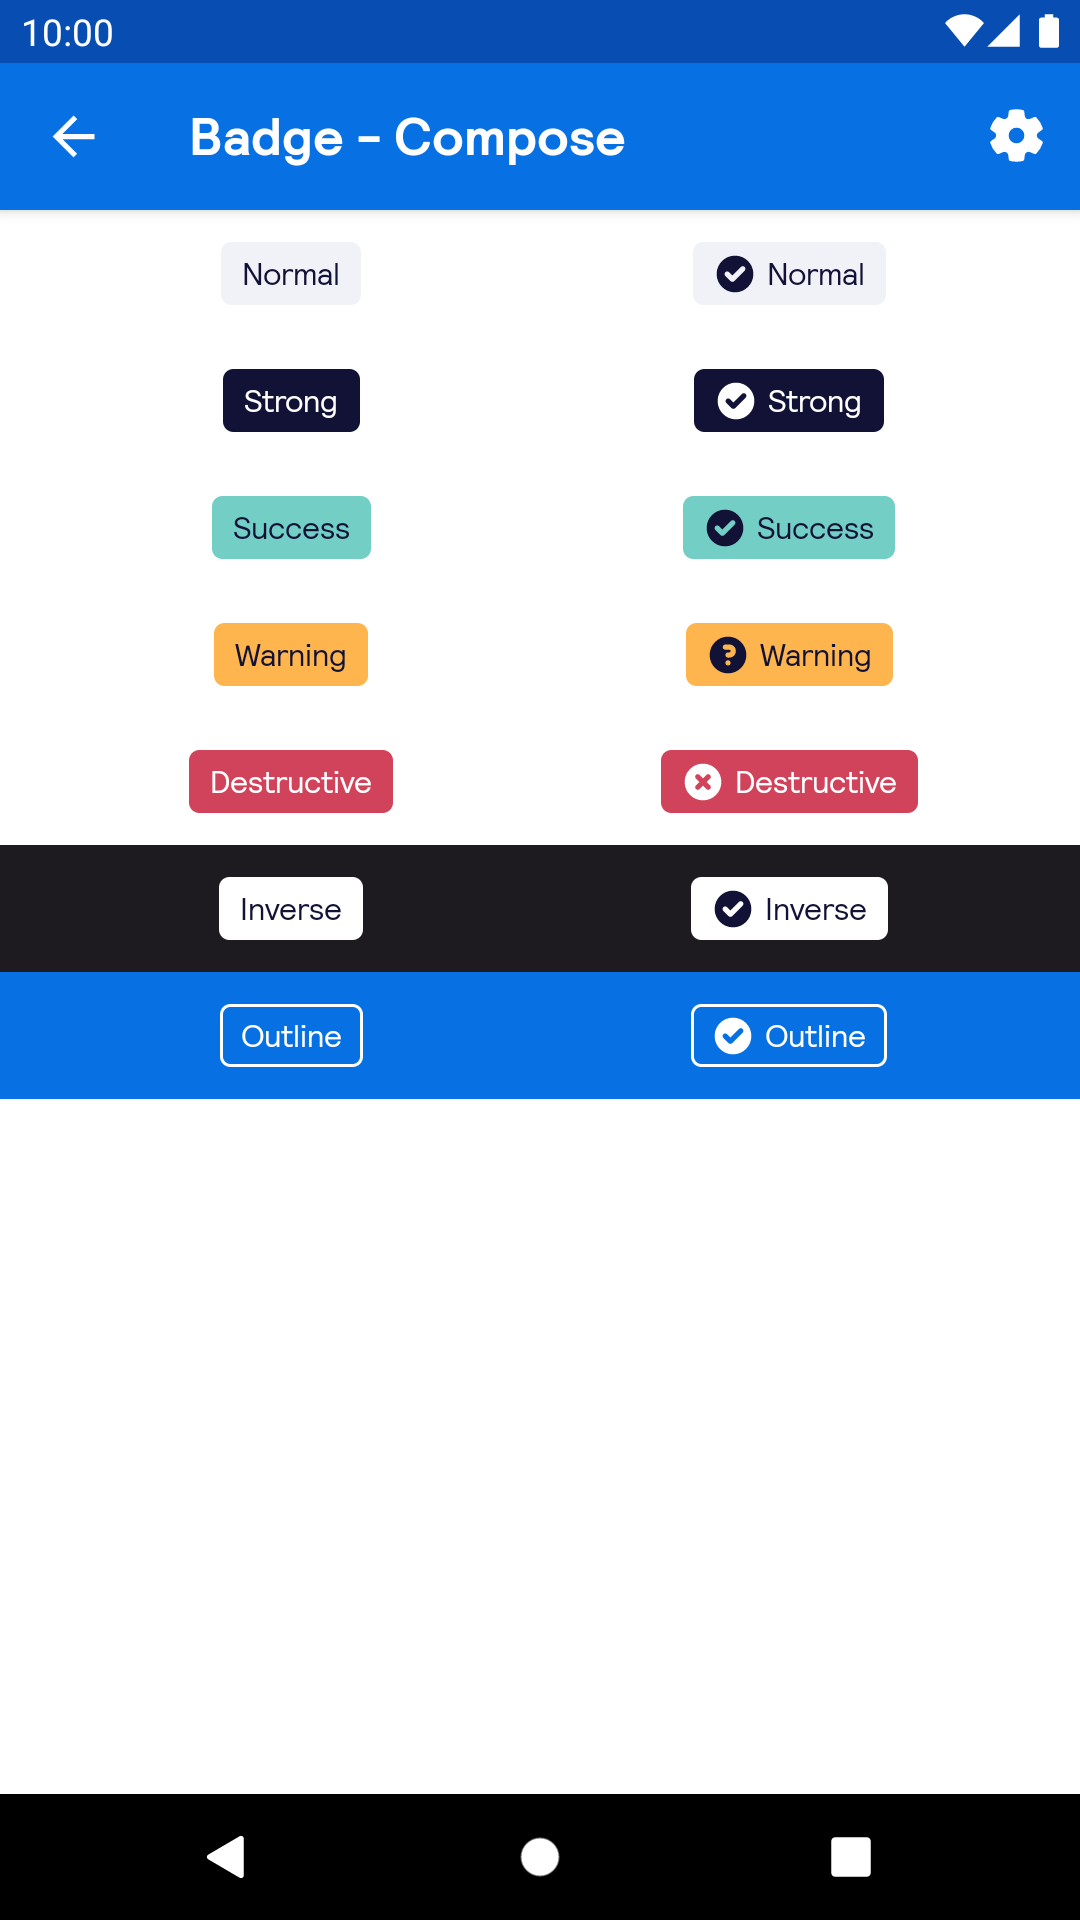 10:00
Badge - Compose
Normal Normal
Strong Strong
Success Success
Warning Warning
Destructive Destructive
Inverse Inverse
Outline Outline